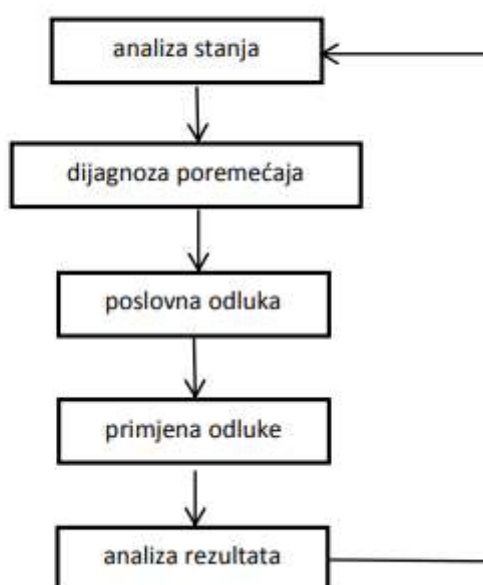 analiza stanja
dijagnoza poremećaja
poslovna odluka
primjena odluke
analiza rezultata